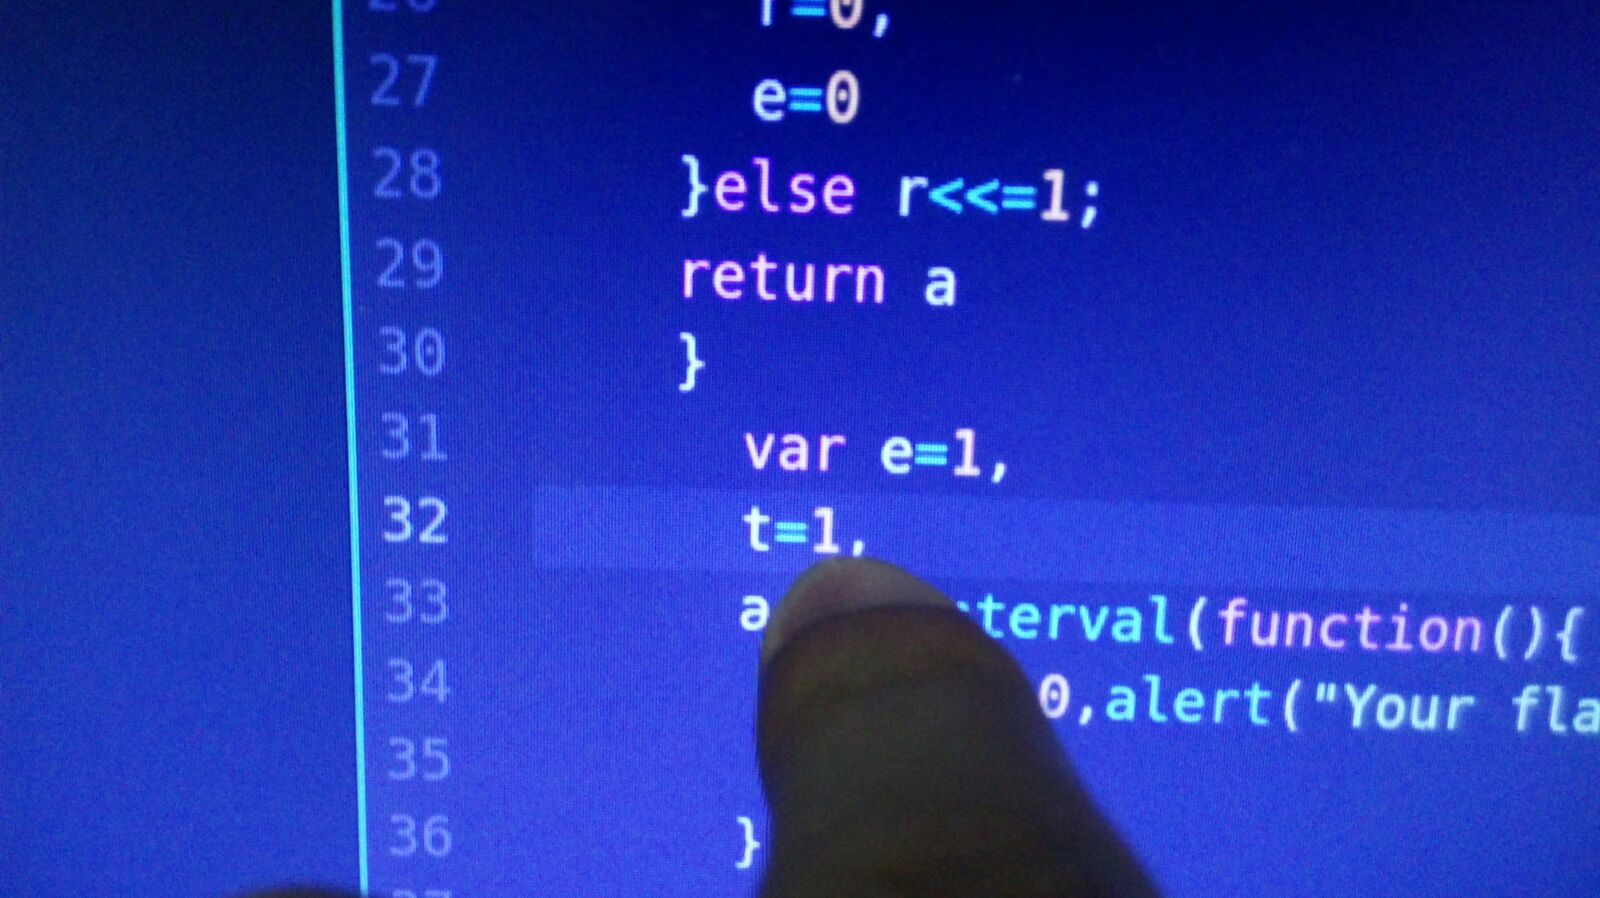 r=0,
27 e=0
28 }else r<<=1;
29 return a
30 }
31 var e=1,
32 t=1,
33 a terval(function(){
34 0,alert("Your fla
35
36 }